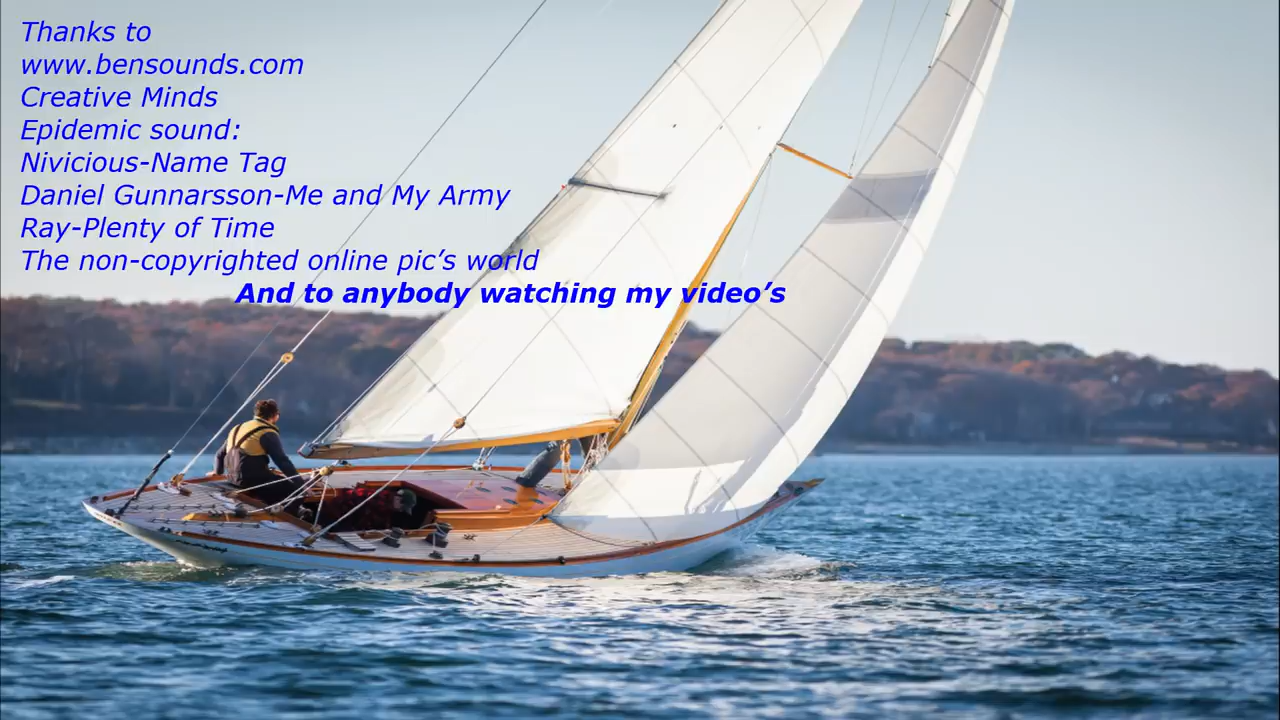 Thanks to
www.bensounds.com
Creative Minds
Epidemic sound:
Nivicious-Name Tag
Daniel Gunnarsson-Me and My Army
Ray-Plenty of Time
The non-copyrighted online pic’s world
And to anybody watching my video’s